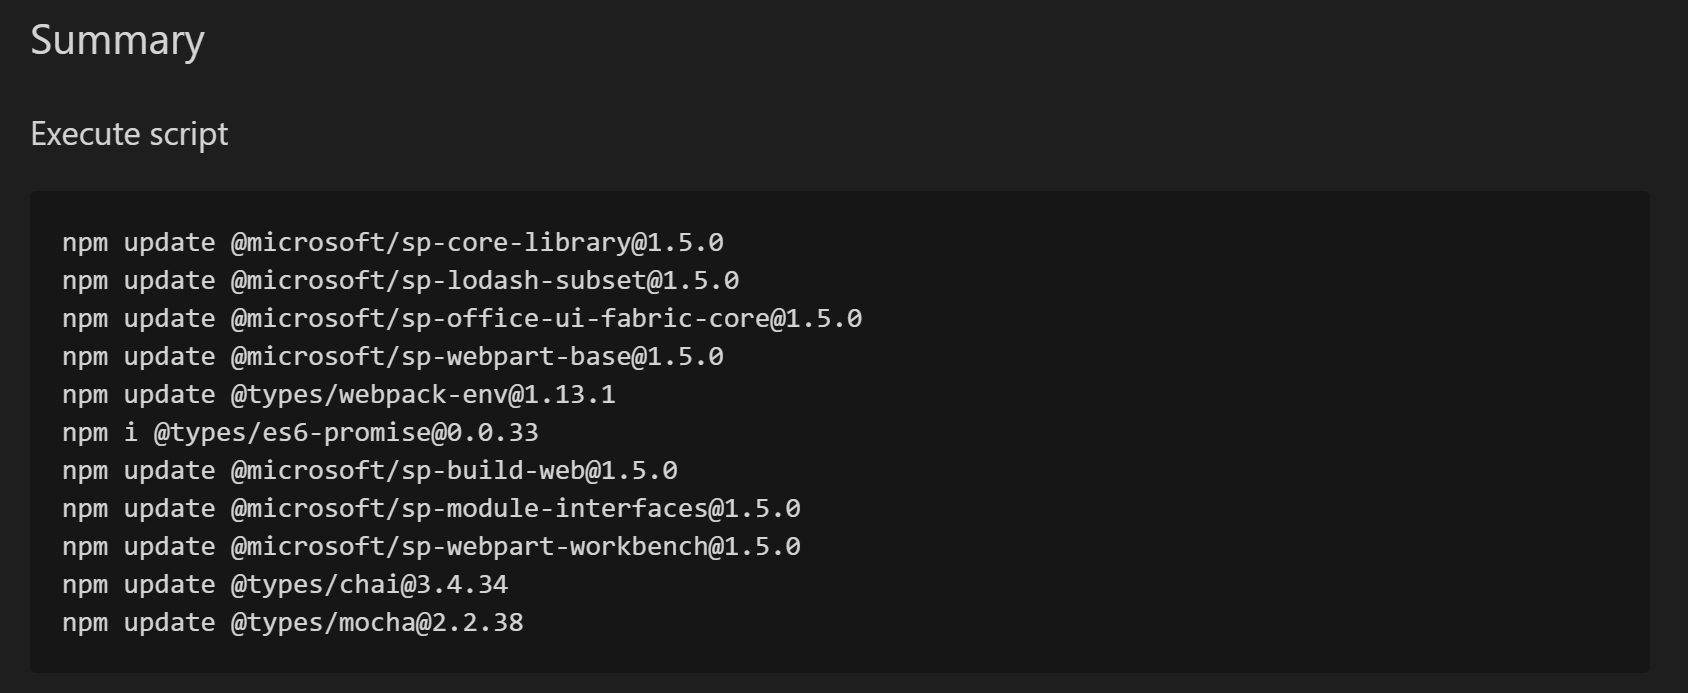 Summary
Execute script
npm update @microsoft/sp-core-library@1.5.0
npm update @microsoft/sp-lodash-subset@1.5.0
npm update @microsoft/sp-office-ui-fabric-core@1.5.0
npm update @microsoft/sp-webpart-base@1.5.0
npm update @types/webpack-env@1.13.1
npm i @types/es6-promise@0.0.33
npm update @microsoft/sp-build-web@1.5.0
npm update @microsoft/sp-module-interfaces@1.5.0
npm update @microsoft/sp-webpart-workbench@1.5.0
npm update @types/chai@3.4.34
npm update @types/mocha@2.2.38